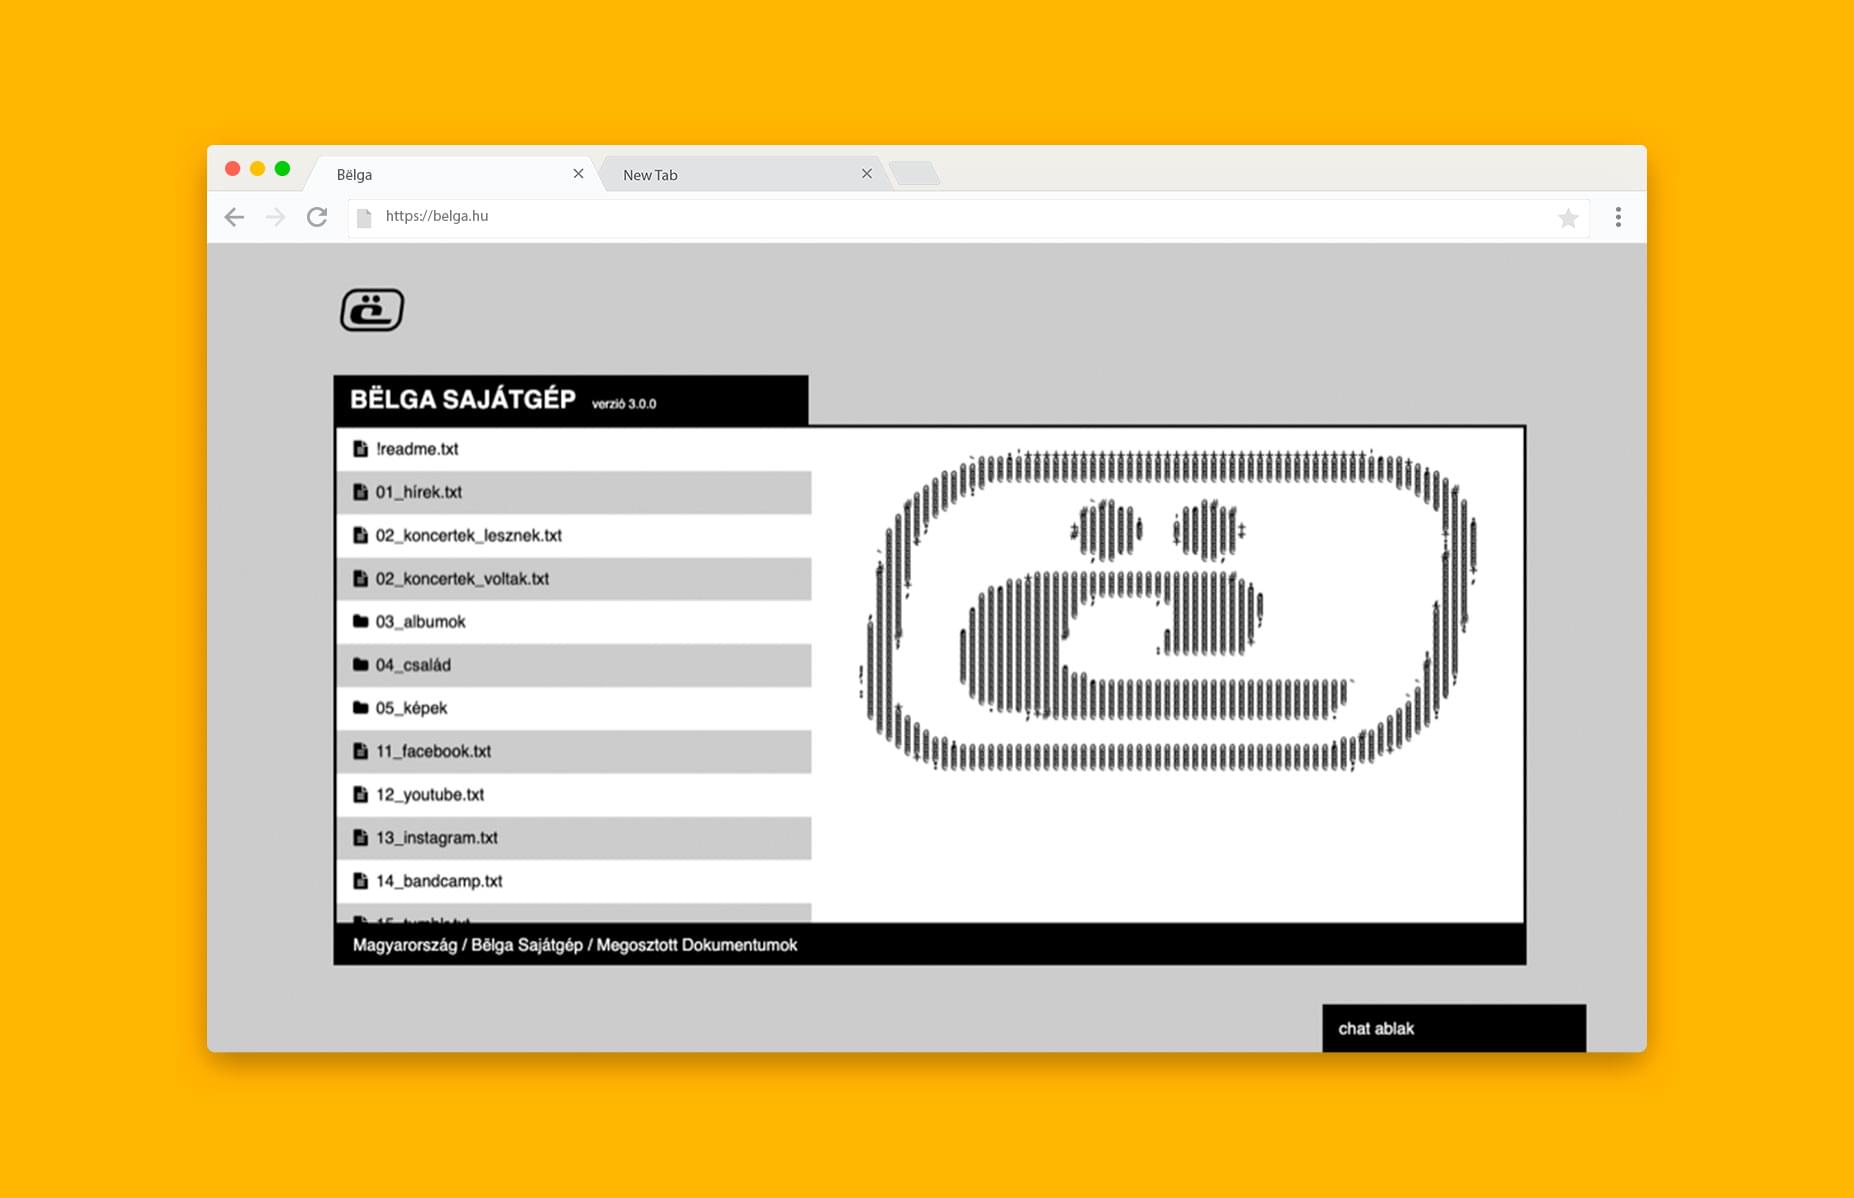 Bëlga
New Tab
https://belga.hu
ë
BËLGA SAJÁTGÉP verzió 3.0.0
!readme.txt
01_hírek.txt
02_koncertek_lesznek.txt
02_koncertek_voltak.txt
03_albumok
04_család
05_képek
11_facebook.txt
12_youtube.txt
13_instagram.txt
14_bandcamp.txt
15_tumblr.txt
Magyarország / Bëlga Sajátgép / Megosztott Dokumentumok
chat ablak